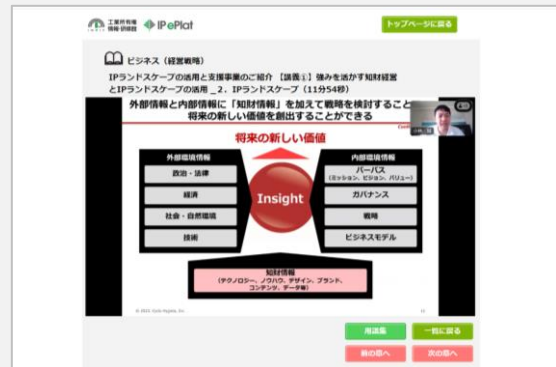 工業所有権
情報・研修館
IP ePlat
トップページに戻る
ビジネス（経営戦略）
IPランドスケープの活用と支援事業のご紹介 【講義①】強みを活かす知財経営
とIPランドスケープの活用 _2．IPランドスケープ（11分54秒）
外部情報と内部情報に「知財情報」を加えて戦略を検討すること
将来の新しい価値を創出することができる
将来の新しい価値
外部環境情報
政治・法律
経済
社会・自然環境
技術
Insight
内部環境情報
パーパス
（ミッション、ビジョン、バリュー）
ガバナンス
戦略
ビジネスモデル
知財情報
（テクノロジー、ノウハウ、デザイン、ブランド、
コンテンツ、データ等）
用語集
一覧に戻る
前の章へ
次の章へ